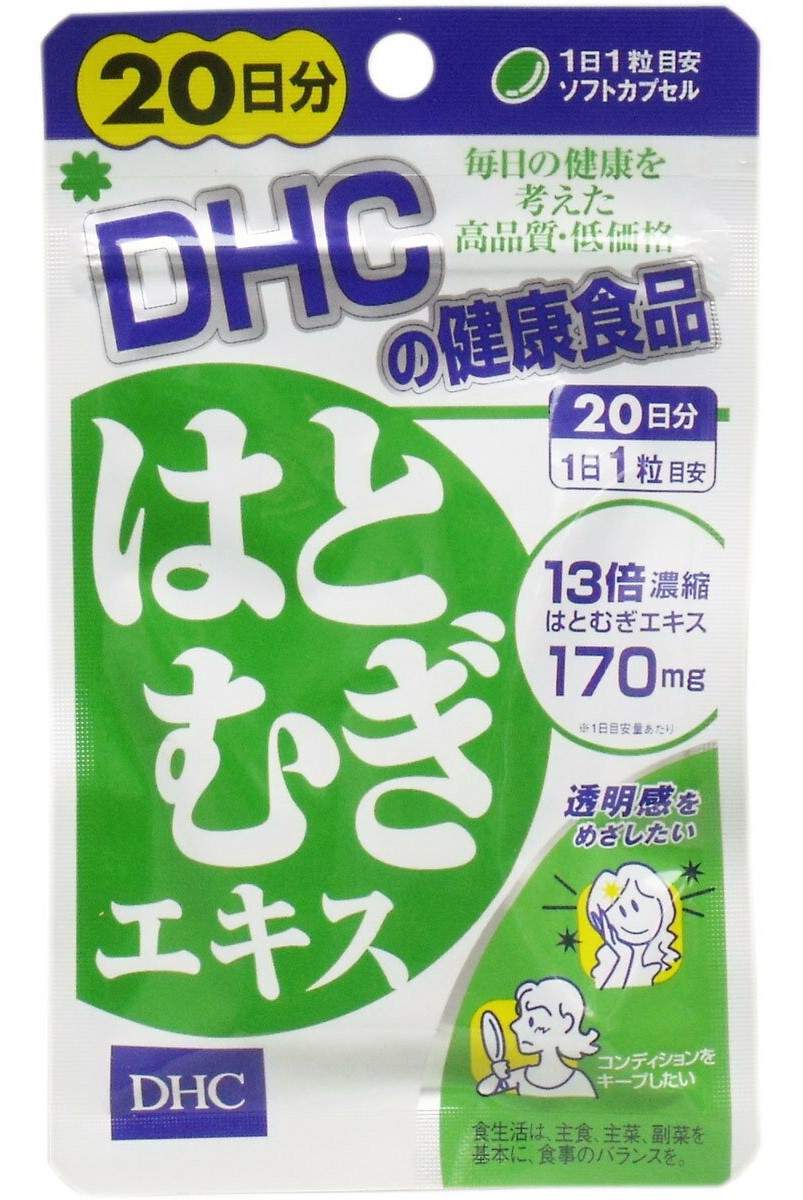 20日分
1日1粒目安
ソフトカプセル
毎日の健康を
考えた
高品質・低価格
DHC
の健康食品
20日分
1日1粒目安
はと
むぎ
エキス
13倍濃縮
はとむぎエキス
170mg
※1日目安量あたり
透明感を
めざしたい
コンディションを
キープしたい
DHC
食生活は、主食、主菜、副菜を
基本に、食事のバランスを。